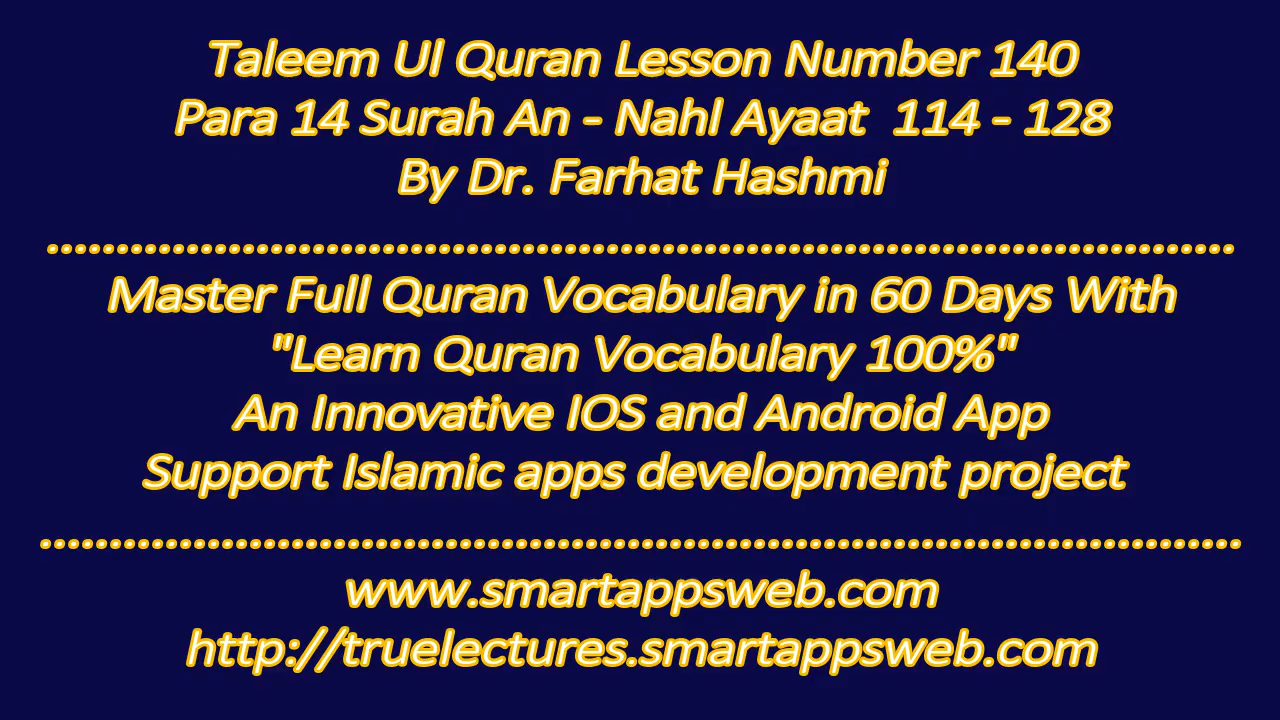 Taleem Ul Quran Lesson Number 140
Para 14 Surah An - Nahl Ayaat  114 - 128
By Dr. Farhat Hashmi
Master Full Quran Vocabulary in 60 Days With
"Learn Quran Vocabulary 100%"
An Innovative IOS and Android App
Support Islamic apps development project
www.smartappsweb.com
http://truelectures.smartappsweb.com